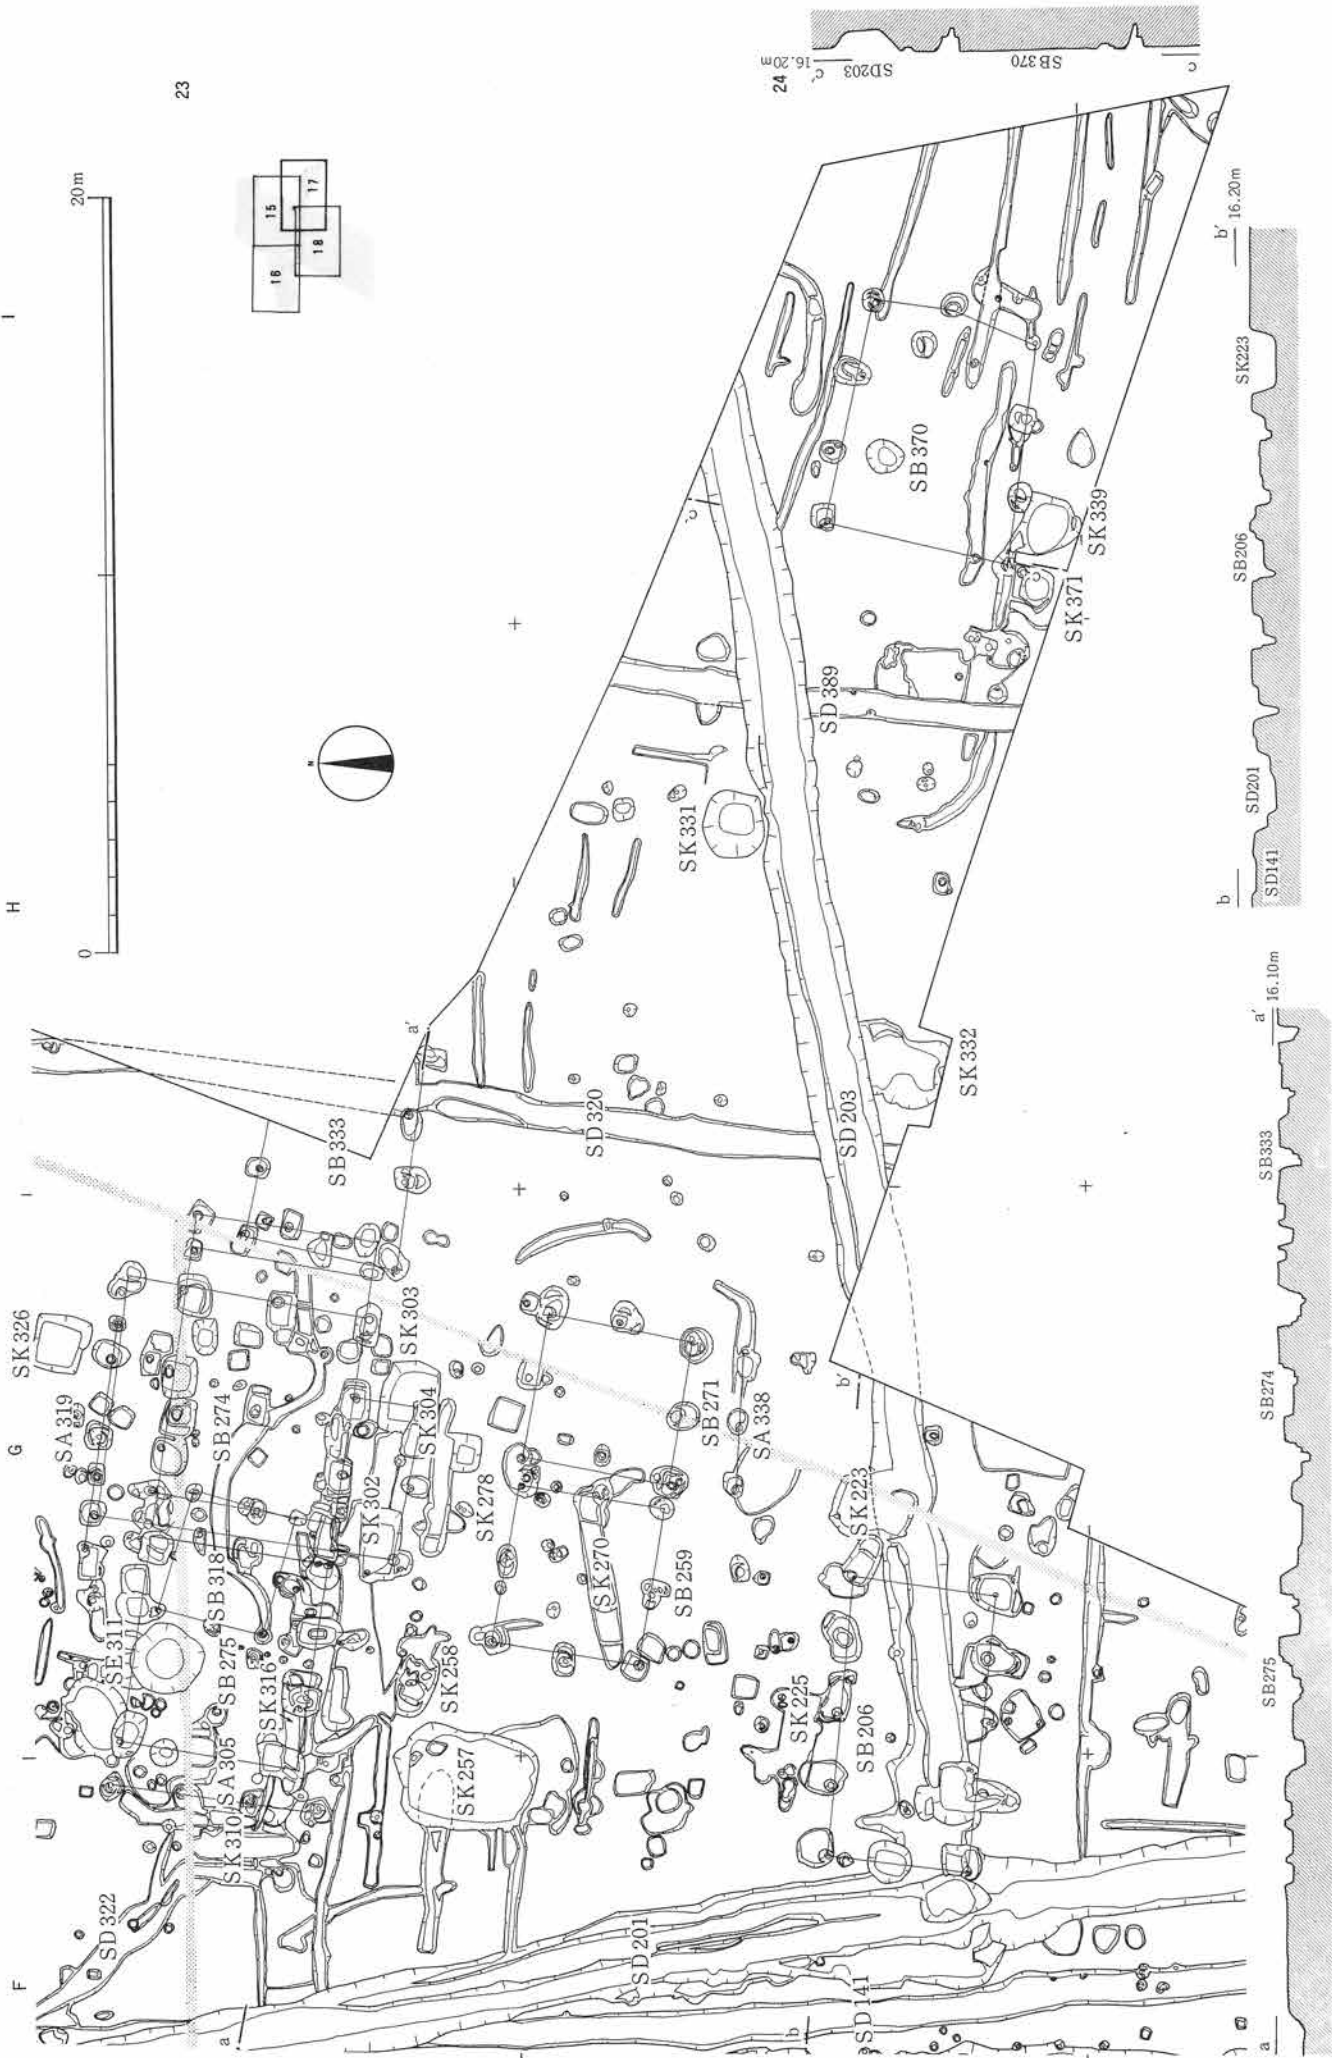 23
24
F
G
H
I
0
20m
N
15
16
17
18
SK326
SA319
SB274
SK303
SK304
SK302
SB333
a'
SD320
SK278
SB318
SE311
SB275
SK316
SA305
SK310
SD322
SK258
SK257
SK270
SB259
SB271
SA338
SK223
b'
SK225
SB206
SD201
SD141
a
b
SD203
SK332
SK331
SD389
c'
SB370
SK339
SK371
c
16.20m
c'
SD203
SB370
c
b
SD141
SD201
SB206
SK223
b'
16.20m
a
SB275
SB274
SB333
a'
16.10m